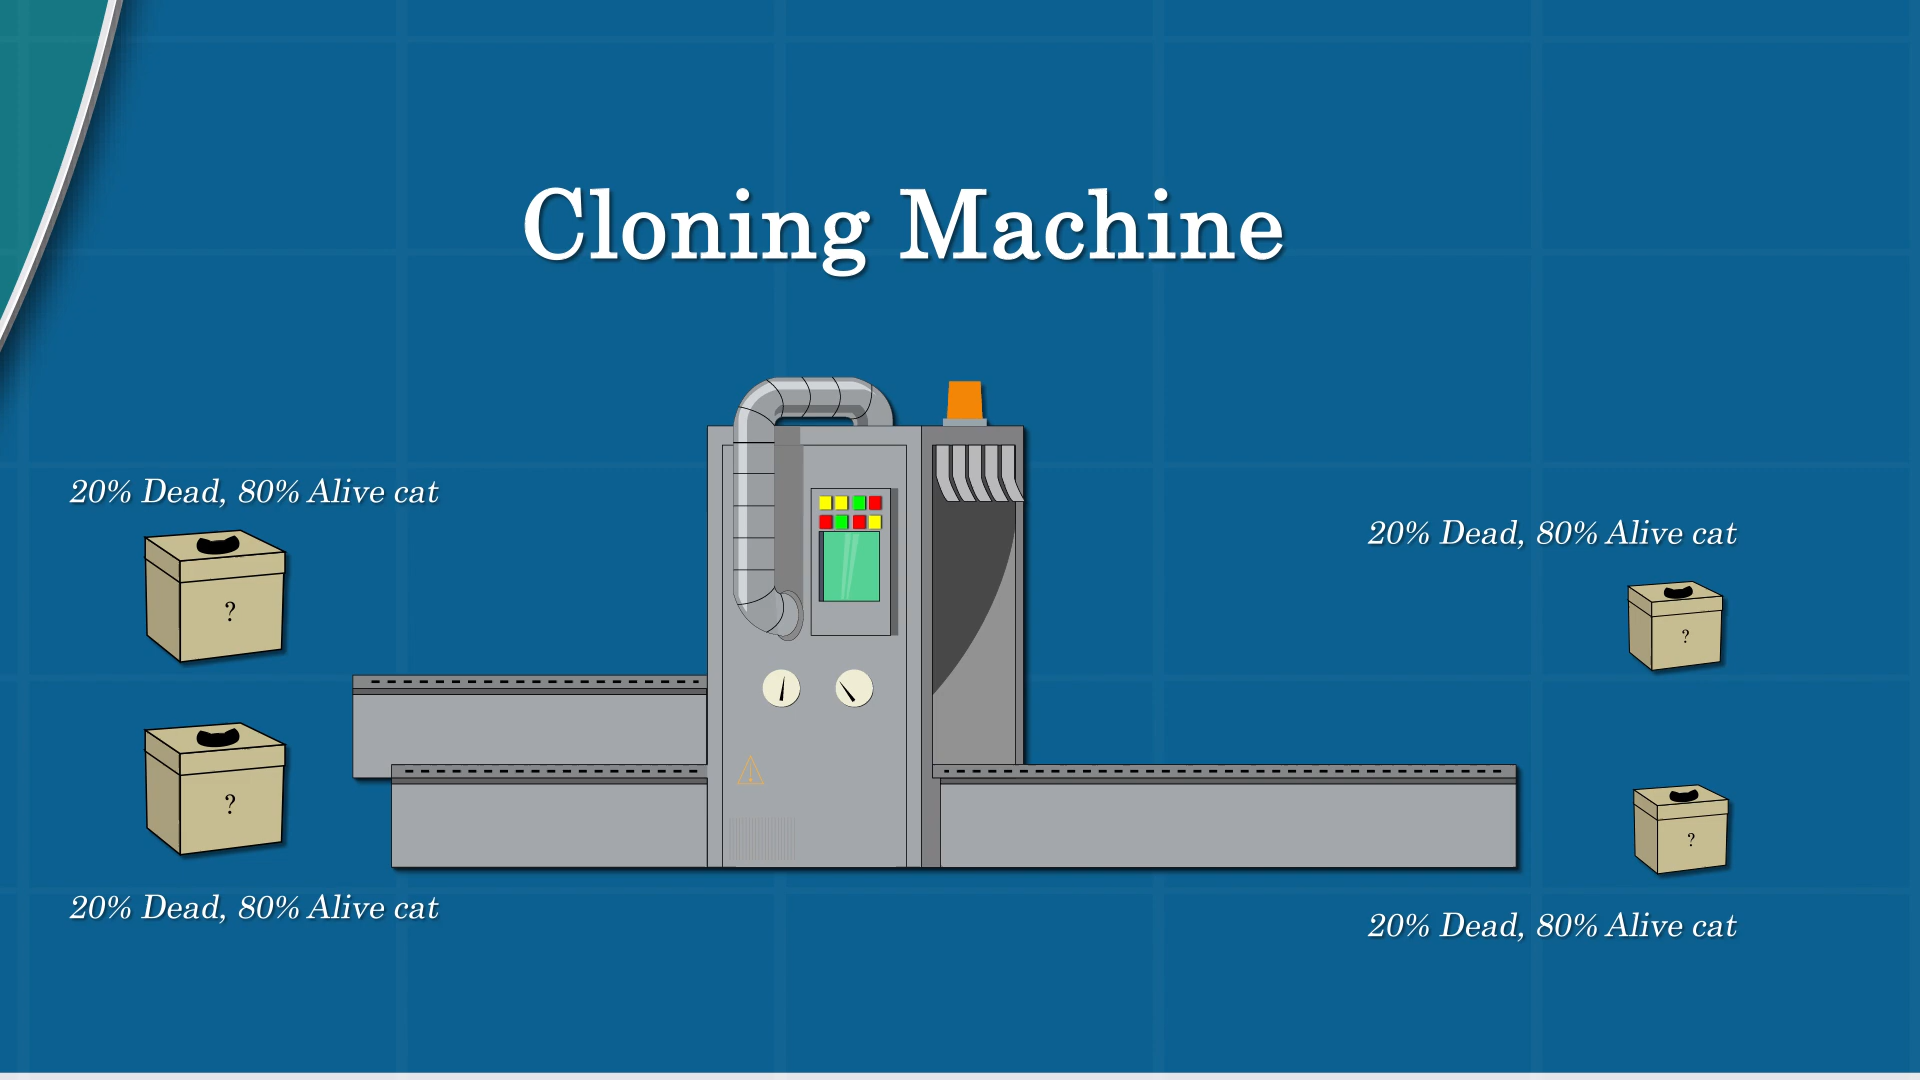 Cloning Machine
20% Dead, 80% Alive cat
20% Dead, 80% Alive cat
?
?
?
?
20% Dead, 80% Alive cat
20% Dead, 80% Alive cat